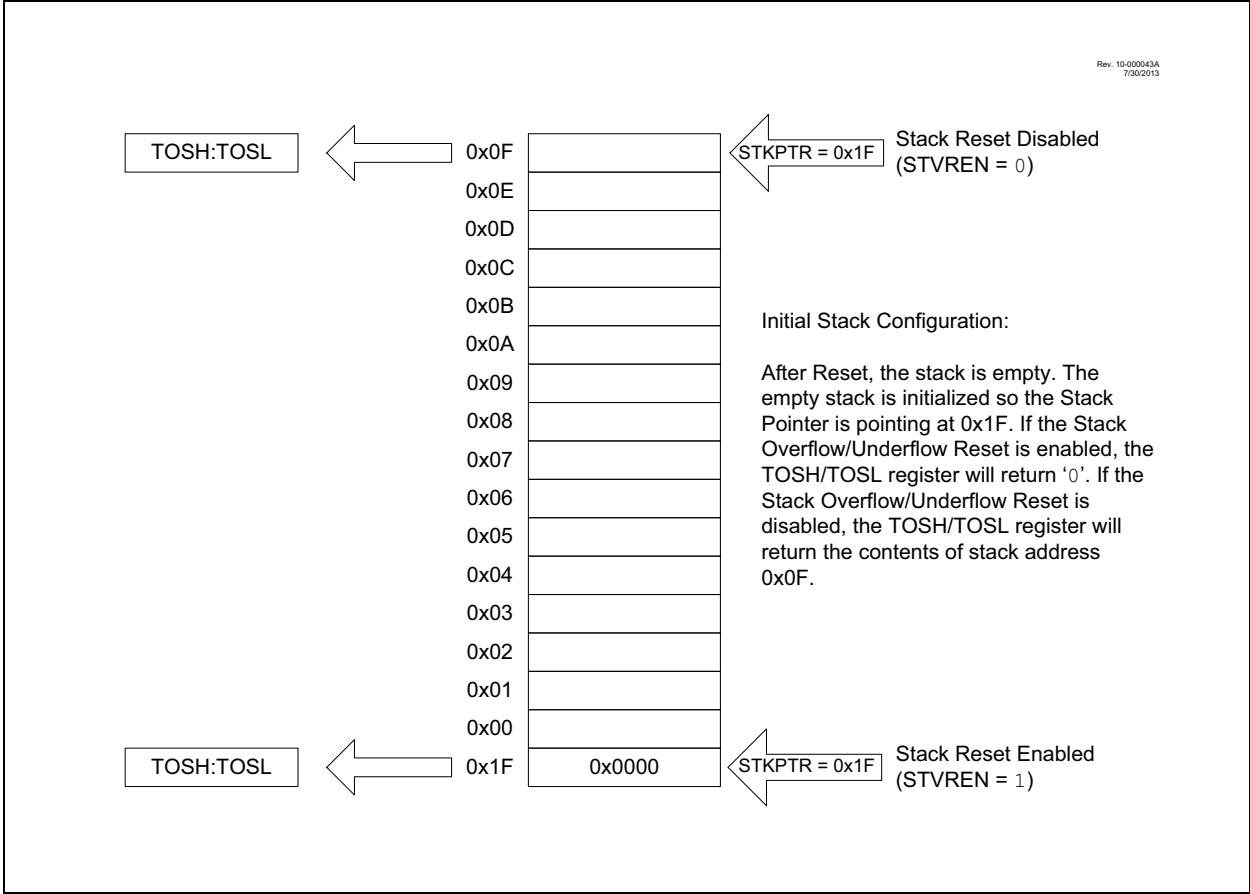 Rev. 10-000043A
7/30/2013
TOSH:TOSL
0x0F
STKPTR = 0x1F
Stack Reset Disabled
(STVREN = 0)
0x0E
0x0D
0x0C
0x0B
0x0A
0x09
0x08
0x07
0x06
0x05
0x04
0x03
0x02
0x01
0x00
Initial Stack Configuration:
After Reset, the stack is empty. The
empty stack is initialized so the Stack
Pointer is pointing at 0x1F. If the Stack
Overflow/Underflow Reset is enabled, the
TOSH/TOSL register will return ‘0’. If the
Stack Overflow/Underflow Reset is
disabled, the TOSH/TOSL register will
return the contents of stack address
0x0F.
TOSH:TOSL
0x1F
0x0000
STKPTR = 0x1F
Stack Reset Enabled
(STVREN = 1)